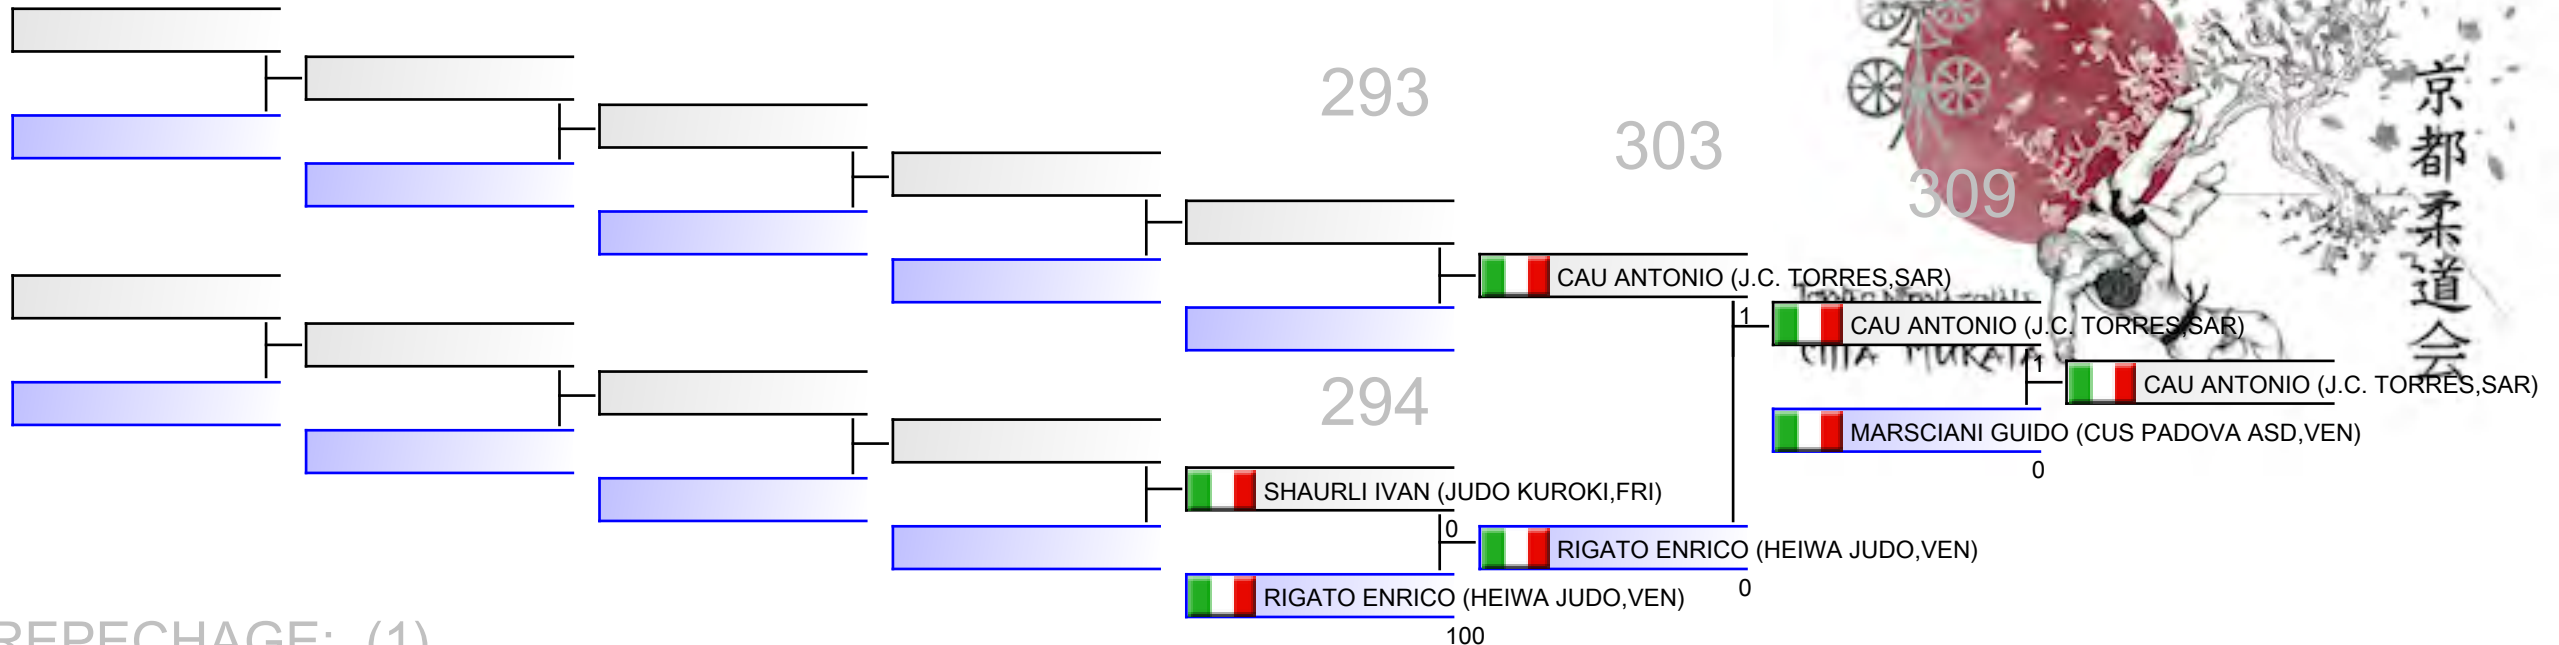 293
303
309
京都柔道会
CAU ANTONIO (J.C. TORRES,SAR)
1
CAU ANTONIO (J.C. TORRES,SAR)
CITTA MURATA
1
CAU ANTONIO (J.C. TORRES,SAR)
294
MARSCIANI GUIDO (CUS PADOVA ASD,VEN)
0
SHAURLI IVAN (JUDO KUROKI,FRI)
0
RIGATO ENRICO (HEIWA JUDO,VEN)
0
RIGATO ENRICO (HEIWA JUDO,VEN)
100
REPECHAGE: (1)